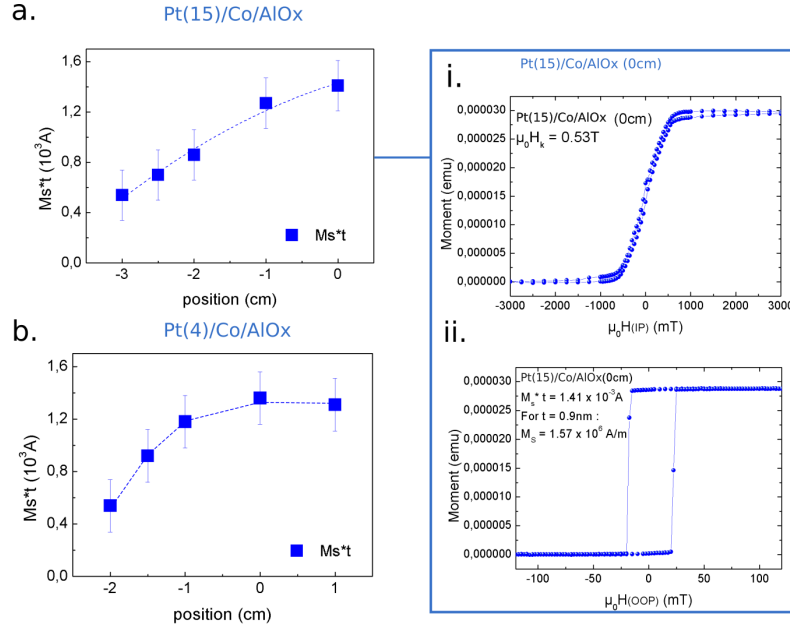 a.
Pt(15)/Co/AlOx
Ms*t (10³A)
1,6
1,2
0,8
0,4
0,0
-3
-2
-1
0
position (cm)
Ms*t
b.
Pt(4)/Co/AlOx
Ms*t (10³A)
1,6
1,2
0,8
0,4
0,0
-2
-1
0
1
position (cm)
Ms*t
Pt(15)/Co/AlOx (0cm)
i.
Pt(15)/Co/AlOx (0cm)
μ₀Hₖ = 0.53T
Moment (emu)
0,000030
0,000025
0,000020
0,000015
0,000010
0,000005
0,000000
-3000
-2000
-1000
0
1000
2000
3000
μ₀H(IP) (mT)
ii.
Pt(15)/Co/AlOx(0cm)
Mₛ* t = 1.41 x 10⁻³A
For t = 0.9nm :
M_S = 1.57 x 10⁶ A/m
Moment (emu)
0,000030
0,000025
0,000020
0,000015
0,000010
0,000005
0,000000
-100
-50
0
50
100
μ₀H(OOP) (mT)